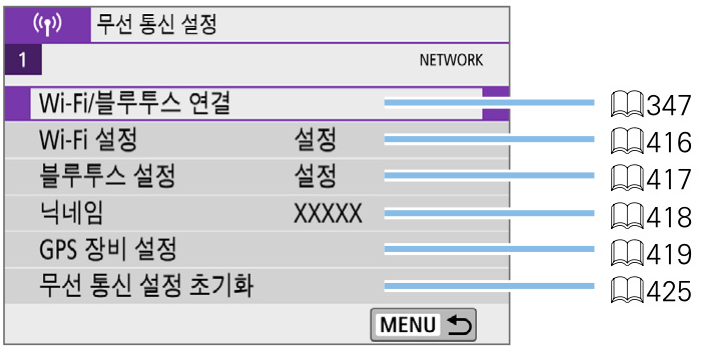 무선 통신 설정
1
NETWORK
Wi-Fi/블루투스 연결 347
Wi-Fi 설정 설정 416
블루투스 설정 설정 417
닉네임 XXXXX 418
GPS 장비 설정 419
무선 통신 설정 초기화 425
MENU